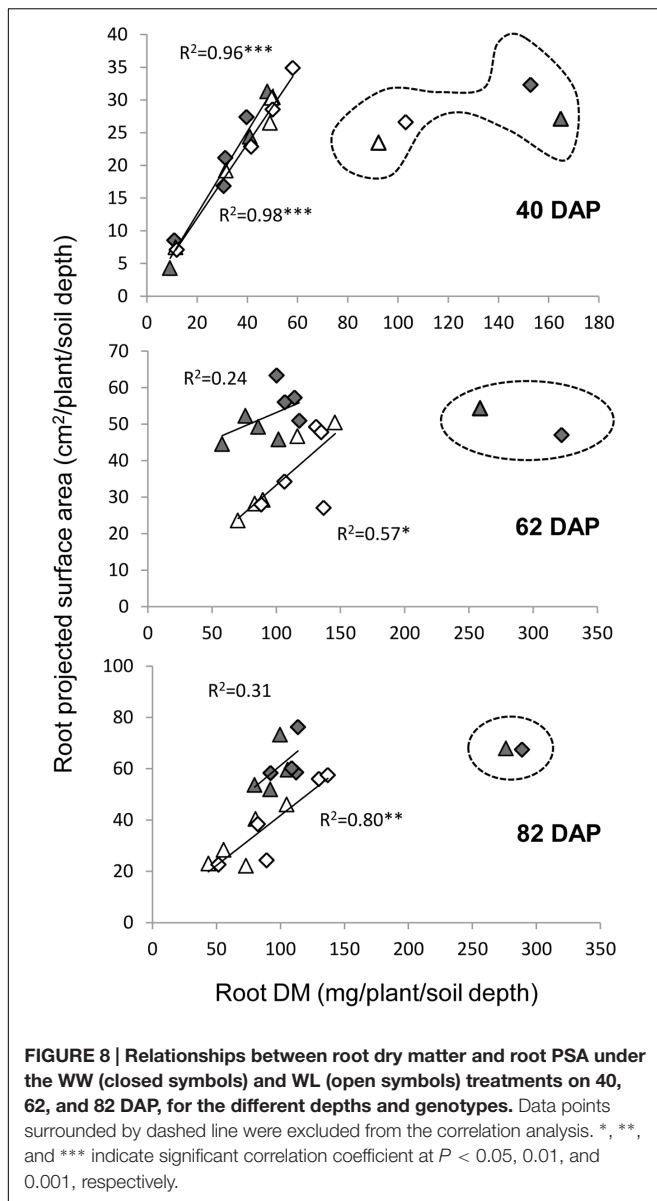 R²=0.96***
R²=0.98***
40 DAP
40
35
30
25
20
15
10
5
0
0 20 40 60 80 100 120 140 160 180
R²=0.24
R²=0.57*
62 DAP
70
60
50
40
30
20
10
0
0 50 100 150 200 250 300 350
R²=0.31
R²=0.80**
82 DAP
100
80
60
40
20
0
0 50 100 150 200 250 300 350
Root projected surface area (cm²/plant/soil depth)
Root DM (mg/plant/soil depth)
FIGURE 8 | Relationships between root dry matter and root PSA under
the WW (closed symbols) and WL (open symbols) treatments on 40,
62, and 82 DAP, for the different depths and genotypes. Data points
surrounded by dashed line were excluded from the correlation analysis. *, **,
and *** indicate significant correlation coefficient at P < 0.05, 0.01, and
0.001, respectively.